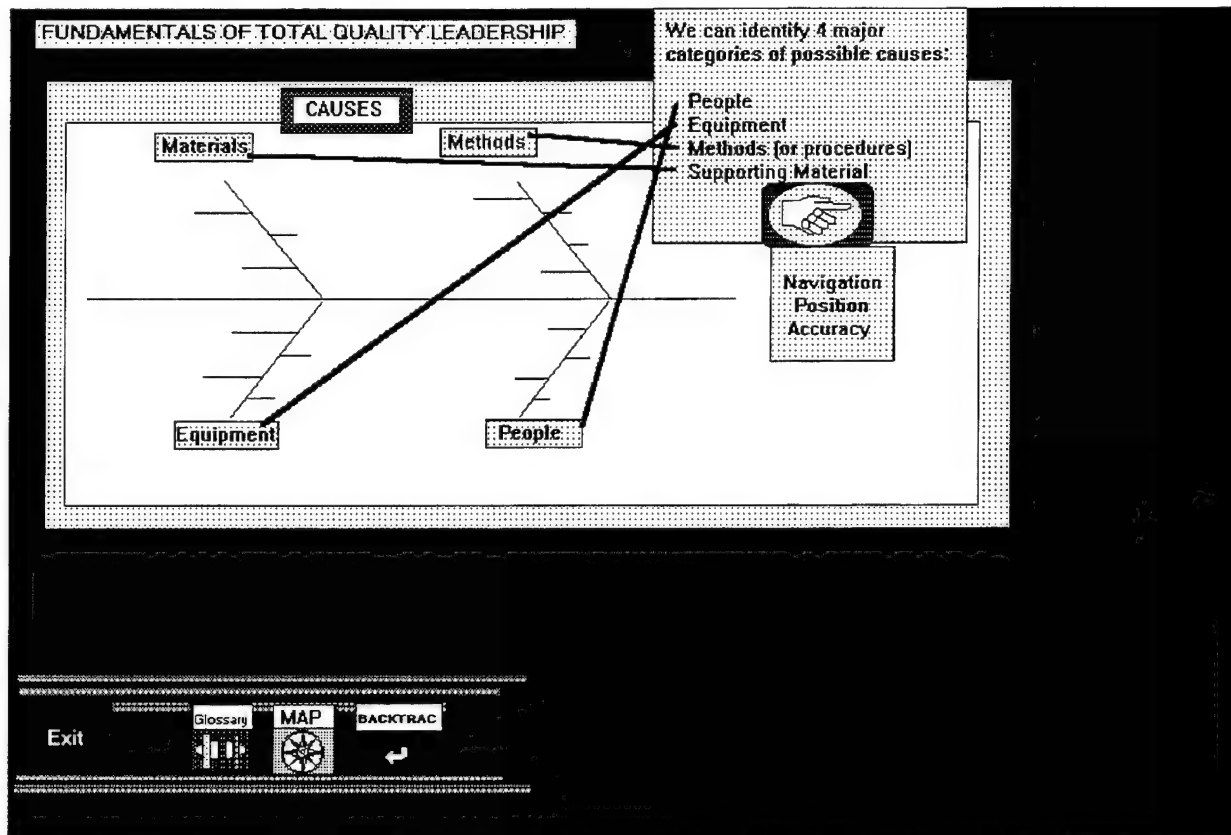 FUNDAMENTALS OF TOTAL QUALITY LEADERSHIP
We can identify 4 major
categories of possible causes:
People
Equipment
Methods (or procedures)
Supporting Material
CAUSES
Materials
Methods
Navigation
Position
Accuracy
Equipment
People
Exit
Glossary
MAP
BACKTRAC